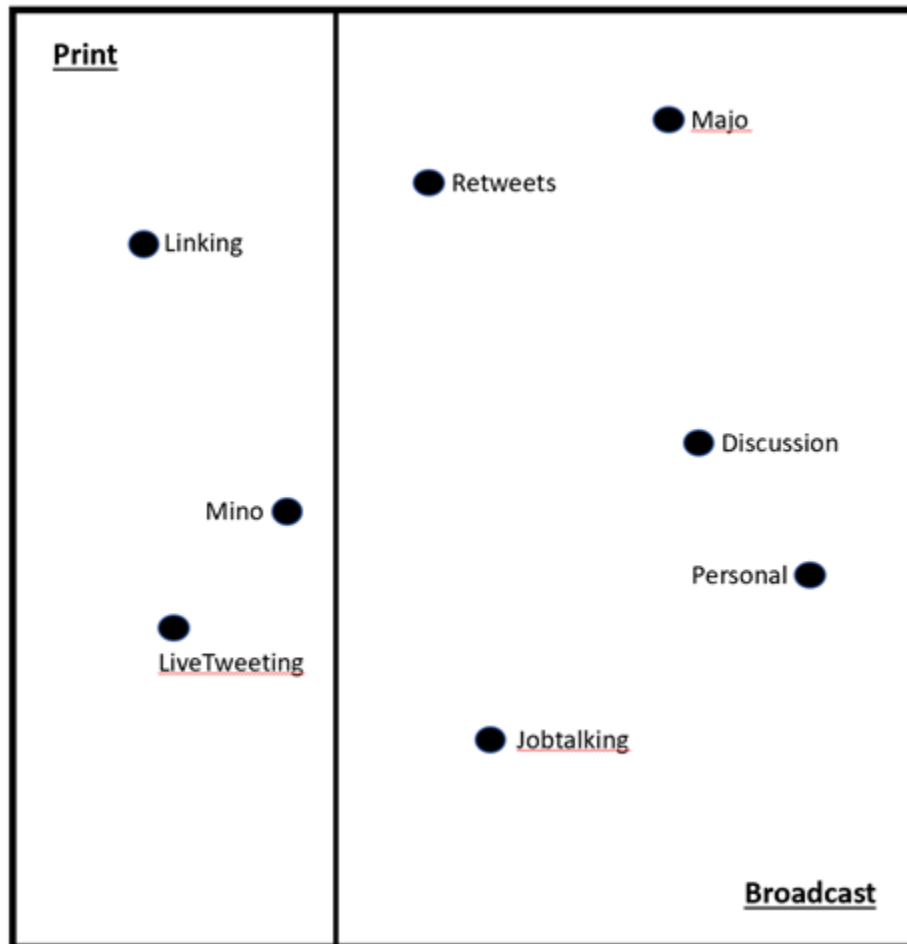 Print
Majo
Retweets
Linking
Discussion
Mino
Personal
LiveTweeting
Jobtalking
Broadcast